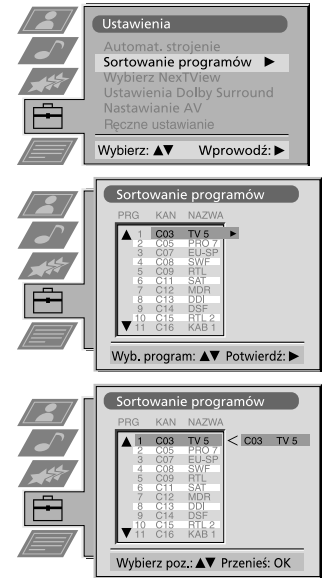 Ustawienia
Automat. strojenie
Sortowanie programów ▶
Wybierz NexTView
Ustawienia Dolby Surround
Nastawianie AV
Ręczne ustawianie
Wybierz: ▲▼ Wprowodź: ▶
Sortowanie programów
PRG KAN NAZWA
1 C03 TV 5
2 C05 PRO 7
3 C07 EU-SP
4 C08 SWF
5 C09 RTL
6 C11 SAT
7 C12 MDR
8 C13 DDI
9 C14 DSF
10 C15 RTL 2
11 C16 KAB 1
Wyb. program: ▲▼ Potwierdź: ▶
Sortowanie programów
PRG KAN NAZWA
1 C03 TV 5 < C03 TV 5
2 C05 PRO 7
3 C07 EU-SP
4 C08 SWF
5 C09 RTL
6 C11 SAT
7 C12 MDR
8 C13 DDI
9 C14 DSF
10 C15 RTL 2
11 C16 KAB 1
Wybierz poz.: ▲▼ Przenieś: OK